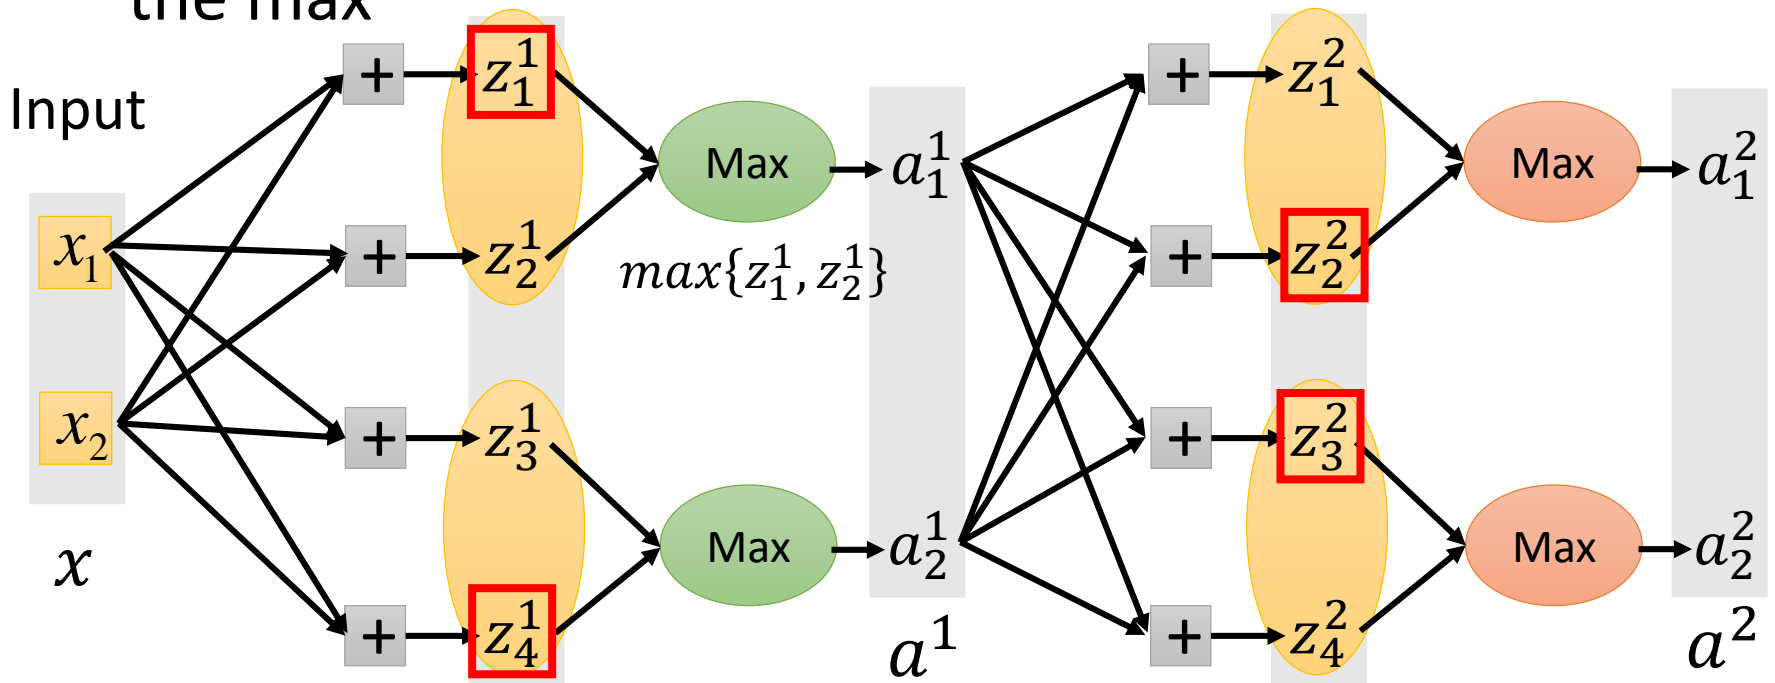 the max
Input
+ z₁¹
+ z₂¹
+ z₃¹
+ z₄¹
x₁
x₂
x
Max
max{z₁¹, z₂¹}
Max
a₁¹
a₂¹
a¹
+ z₁²
+ z₂²
+ z₃²
+ z₄²
Max
Max
a₁²
a₂²
a²